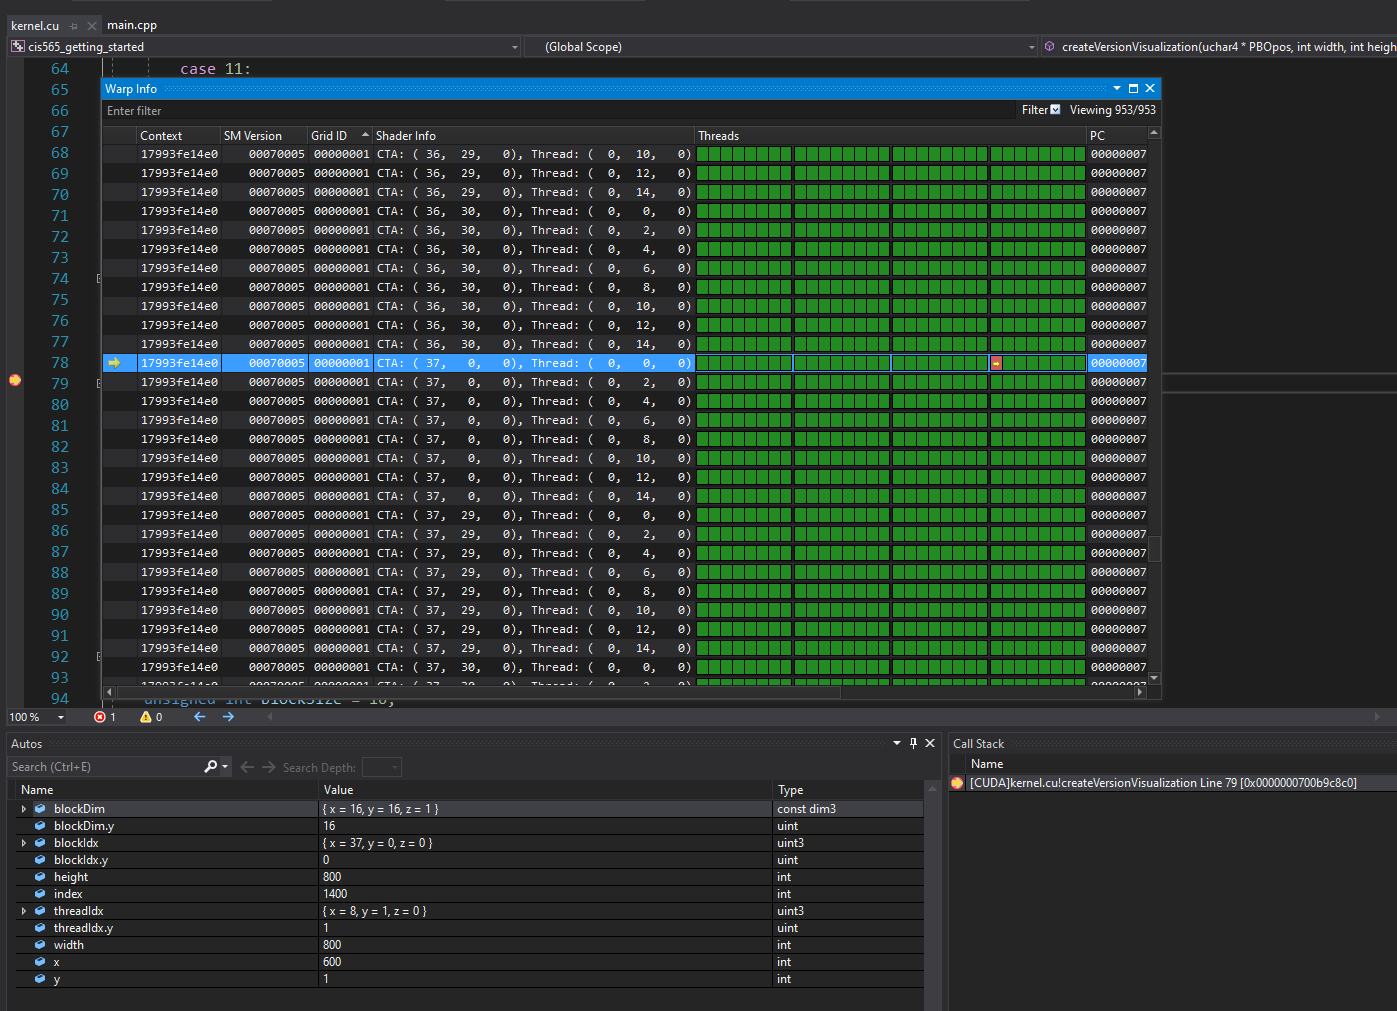 kernel.cu main.cpp
cis565_getting_started (Global Scope) createVersionVisualization(uchar4 * PBOpos, int width, int heigh
64 case 11:
65
66
67
68
69
70
71
72
73
74
75
76
77
78
79
80
81
82
83
84
85
86
87
88
89
90
91
92
93
94 unsigned int blockSize = 16;
Warp Info
Enter filter Filter Viewing 953/953
Context SM Version Grid ID Shader Info Threads PC
17993fe14e0 00070005 00000001 CTA: ( 36, 29, 0), Thread: ( 0, 10, 0) 00000007
17993fe14e0 00070005 00000001 CTA: ( 36, 29, 0), Thread: ( 0, 12, 0) 00000007
17993fe14e0 00070005 00000001 CTA: ( 36, 29, 0), Thread: ( 0, 14, 0) 00000007
17993fe14e0 00070005 00000001 CTA: ( 36, 30, 0), Thread: ( 0, 0, 0) 00000007
17993fe14e0 00070005 00000001 CTA: ( 36, 30, 0), Thread: ( 0, 2, 0) 00000007
17993fe14e0 00070005 00000001 CTA: ( 36, 30, 0), Thread: ( 0, 4, 0) 00000007
17993fe14e0 00070005 00000001 CTA: ( 36, 30, 0), Thread: ( 0, 6, 0) 00000007
17993fe14e0 00070005 00000001 CTA: ( 36, 30, 0), Thread: ( 0, 8, 0) 00000007
17993fe14e0 00070005 00000001 CTA: ( 36, 30, 0), Thread: ( 0, 10, 0) 00000007
17993fe14e0 00070005 00000001 CTA: ( 36, 30, 0), Thread: ( 0, 12, 0) 00000007
17993fe14e0 00070005 00000001 CTA: ( 36, 30, 0), Thread: ( 0, 14, 0) 00000007
17993fe14e0 00070005 00000001 CTA: ( 37, 0, 0), Thread: ( 0, 0, 0) 00000007
17993fe14e0 00070005 00000001 CTA: ( 37, 0, 0), Thread: ( 0, 2, 0) 00000007
17993fe14e0 00070005 00000001 CTA: ( 37, 0, 0), Thread: ( 0, 4, 0) 00000007
17993fe14e0 00070005 00000001 CTA: ( 37, 0, 0), Thread: ( 0, 6, 0) 00000007
17993fe14e0 00070005 00000001 CTA: ( 37, 0, 0), Thread: ( 0, 8, 0) 00000007
17993fe14e0 00070005 00000001 CTA: ( 37, 0, 0), Thread: ( 0, 10, 0) 00000007
17993fe14e0 00070005 00000001 CTA: ( 37, 0, 0), Thread: ( 0, 12, 0) 00000007
17993fe14e0 00070005 00000001 CTA: ( 37, 0, 0), Thread: ( 0, 14, 0) 00000007
17993fe14e0 00070005 00000001 CTA: ( 37, 29, 0), Thread: ( 0, 0, 0) 00000007
17993fe14e0 00070005 00000001 CTA: ( 37, 29, 0), Thread: ( 0, 2, 0) 00000007
17993fe14e0 00070005 00000001 CTA: ( 37, 29, 0), Thread: ( 0, 4, 0) 00000007
17993fe14e0 00070005 00000001 CTA: ( 37, 29, 0), Thread: ( 0, 6, 0) 00000007
17993fe14e0 00070005 00000001 CTA: ( 37, 29, 0), Thread: ( 0, 8, 0) 00000007
17993fe14e0 00070005 00000001 CTA: ( 37, 29, 0), Thread: ( 0, 10, 0) 00000007
17993fe14e0 00070005 00000001 CTA: ( 37, 29, 0), Thread: ( 0, 12, 0) 00000007
17993fe14e0 00070005 00000001 CTA: ( 37, 29, 0), Thread: ( 0, 14, 0) 00000007
17993fe14e0 00070005 00000001 CTA: ( 37, 30, 0), Thread: ( 0, 0, 0) 00000007
100 % 1 0
Autos
Search (Ctrl+E) Search Depth:
Name Value Type
blockDim { x = 16, y = 16, z = 1 } const dim3
blockDim.y 16 uint
blockIdx { x = 37, y = 0, z = 0 } uint3
blockIdx.y 0 uint
height 800 int
index 1400 int
threadIdx { x = 8, y = 1, z = 0 } uint3
threadIdx.y 1 uint
width 800 int
x 600 int
y 1 int
Call Stack
Name
[CUDA]kernel.cu!createVersionVisualization Line 79 [0x0000000700b9c8c0]